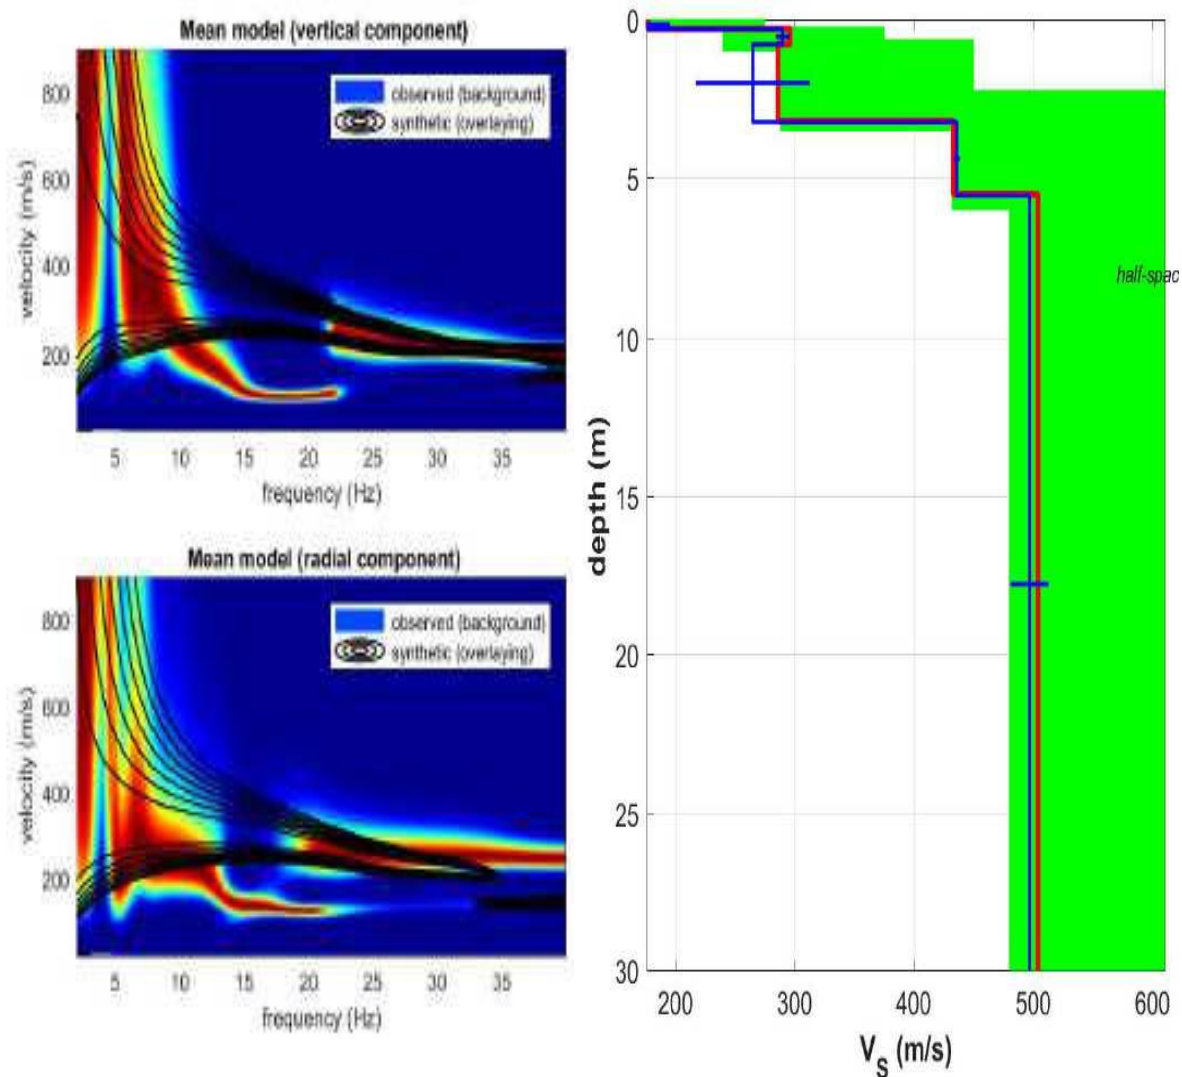 Mean model (vertical component)
observed (background)
synthetic (overlaying)
800
600
400
200
velocity (m/s)
5 10 15 20 25 30 35
frequency (Hz)
Mean model (radial component)
observed (background)
synthetic (overlaying)
800
600
400
200
velocity (m/s)
5 10 15 20 25 30 35
frequency (Hz)
0
5
10
15
20
25
30
depth (m)
half-spac
200 300 400 500 600
VS (m/s)